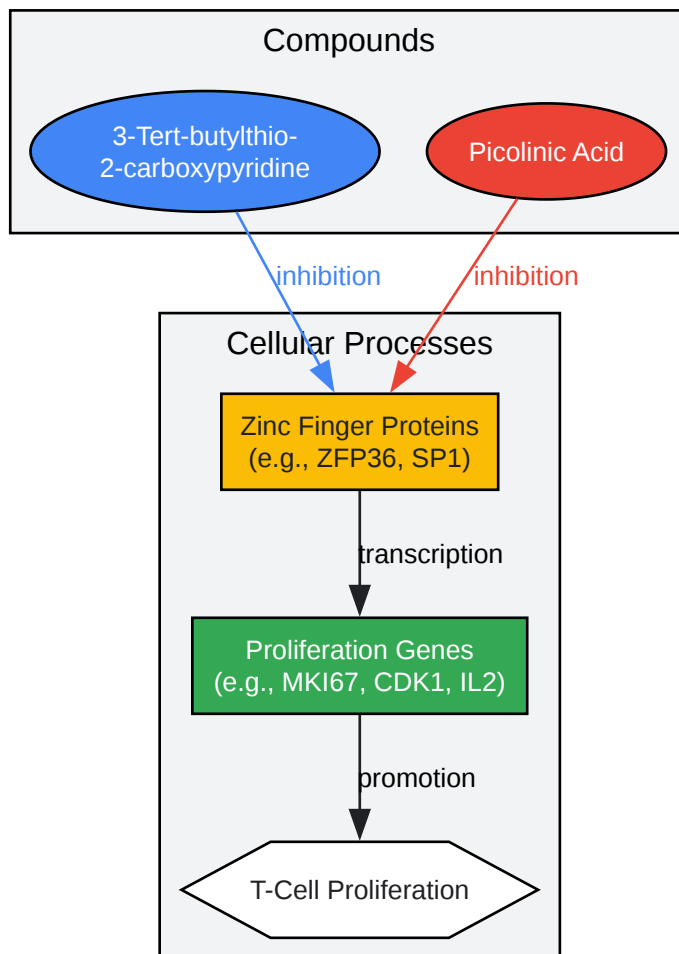 Compounds
3-Tert-butylthio-
2-carboxypyridine
Picolinic Acid
inhibition
inhibition
Cellular Processes
Zinc Finger Proteins
(e.g., ZFP36, SP1)
transcription
Proliferation Genes
(e.g., MKI67, CDK1, IL2)
promotion
T-Cell Proliferation